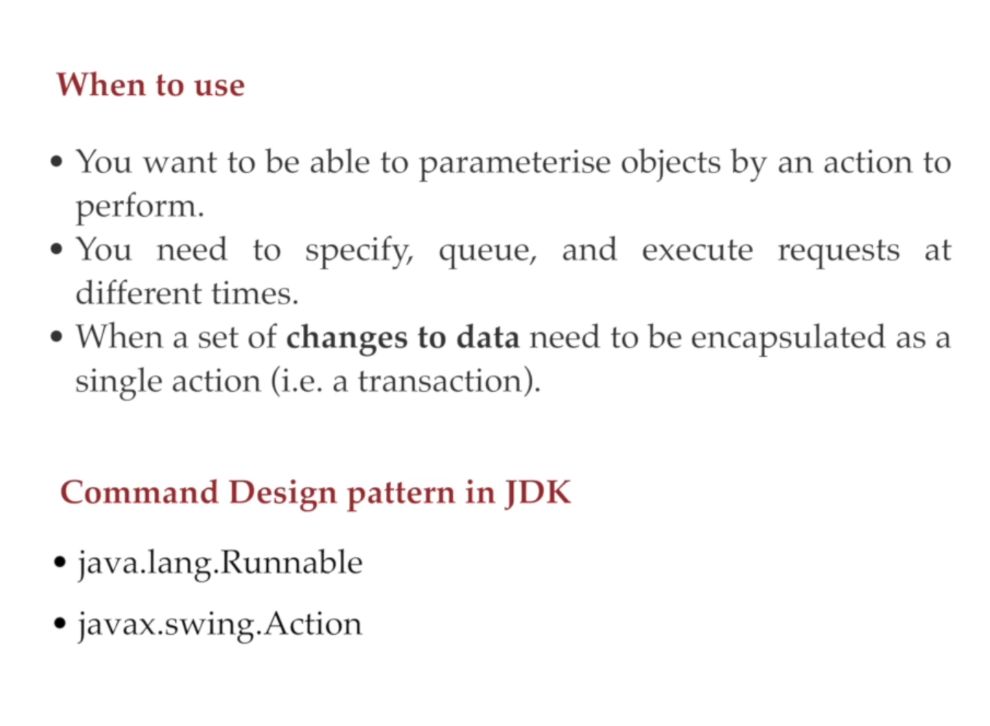 When to use
• You want to be able to parameterise objects by an action to
perform.
• You need to specify, queue, and execute requests at
different times.
• When a set of changes to data need to be encapsulated as a
single action (i.e. a transaction).
Command Design pattern in JDK
• java.lang.Runnable
• javax.swing.Action